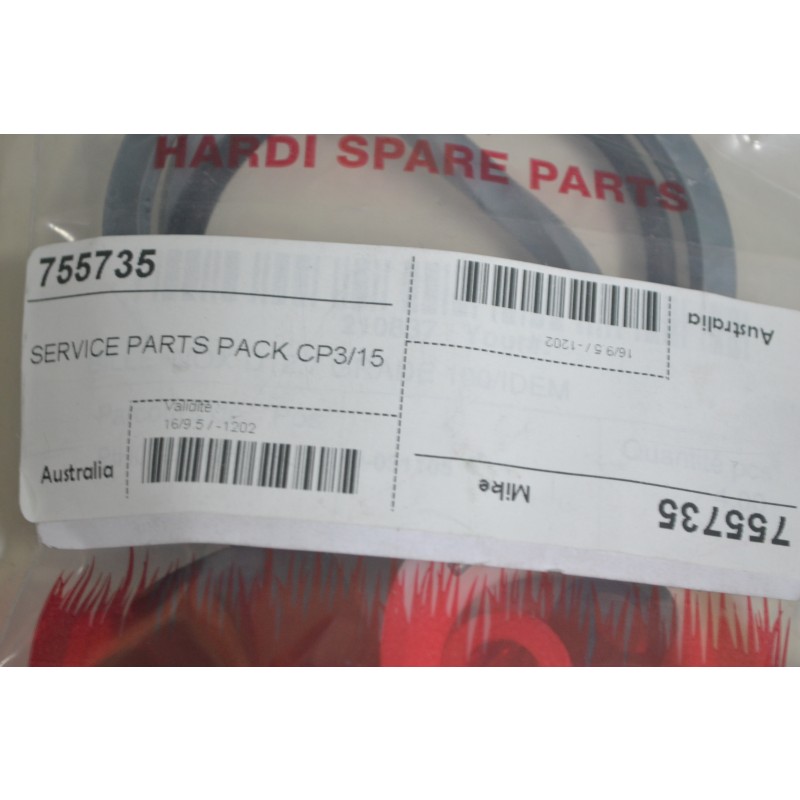 HARDI SPARE PARTS
755735
SERVICE PARTS PACK CP3/15
Validité
16/9.5 / -1202
Australia
Australia
16/9.5 / -1202
Mike
755735